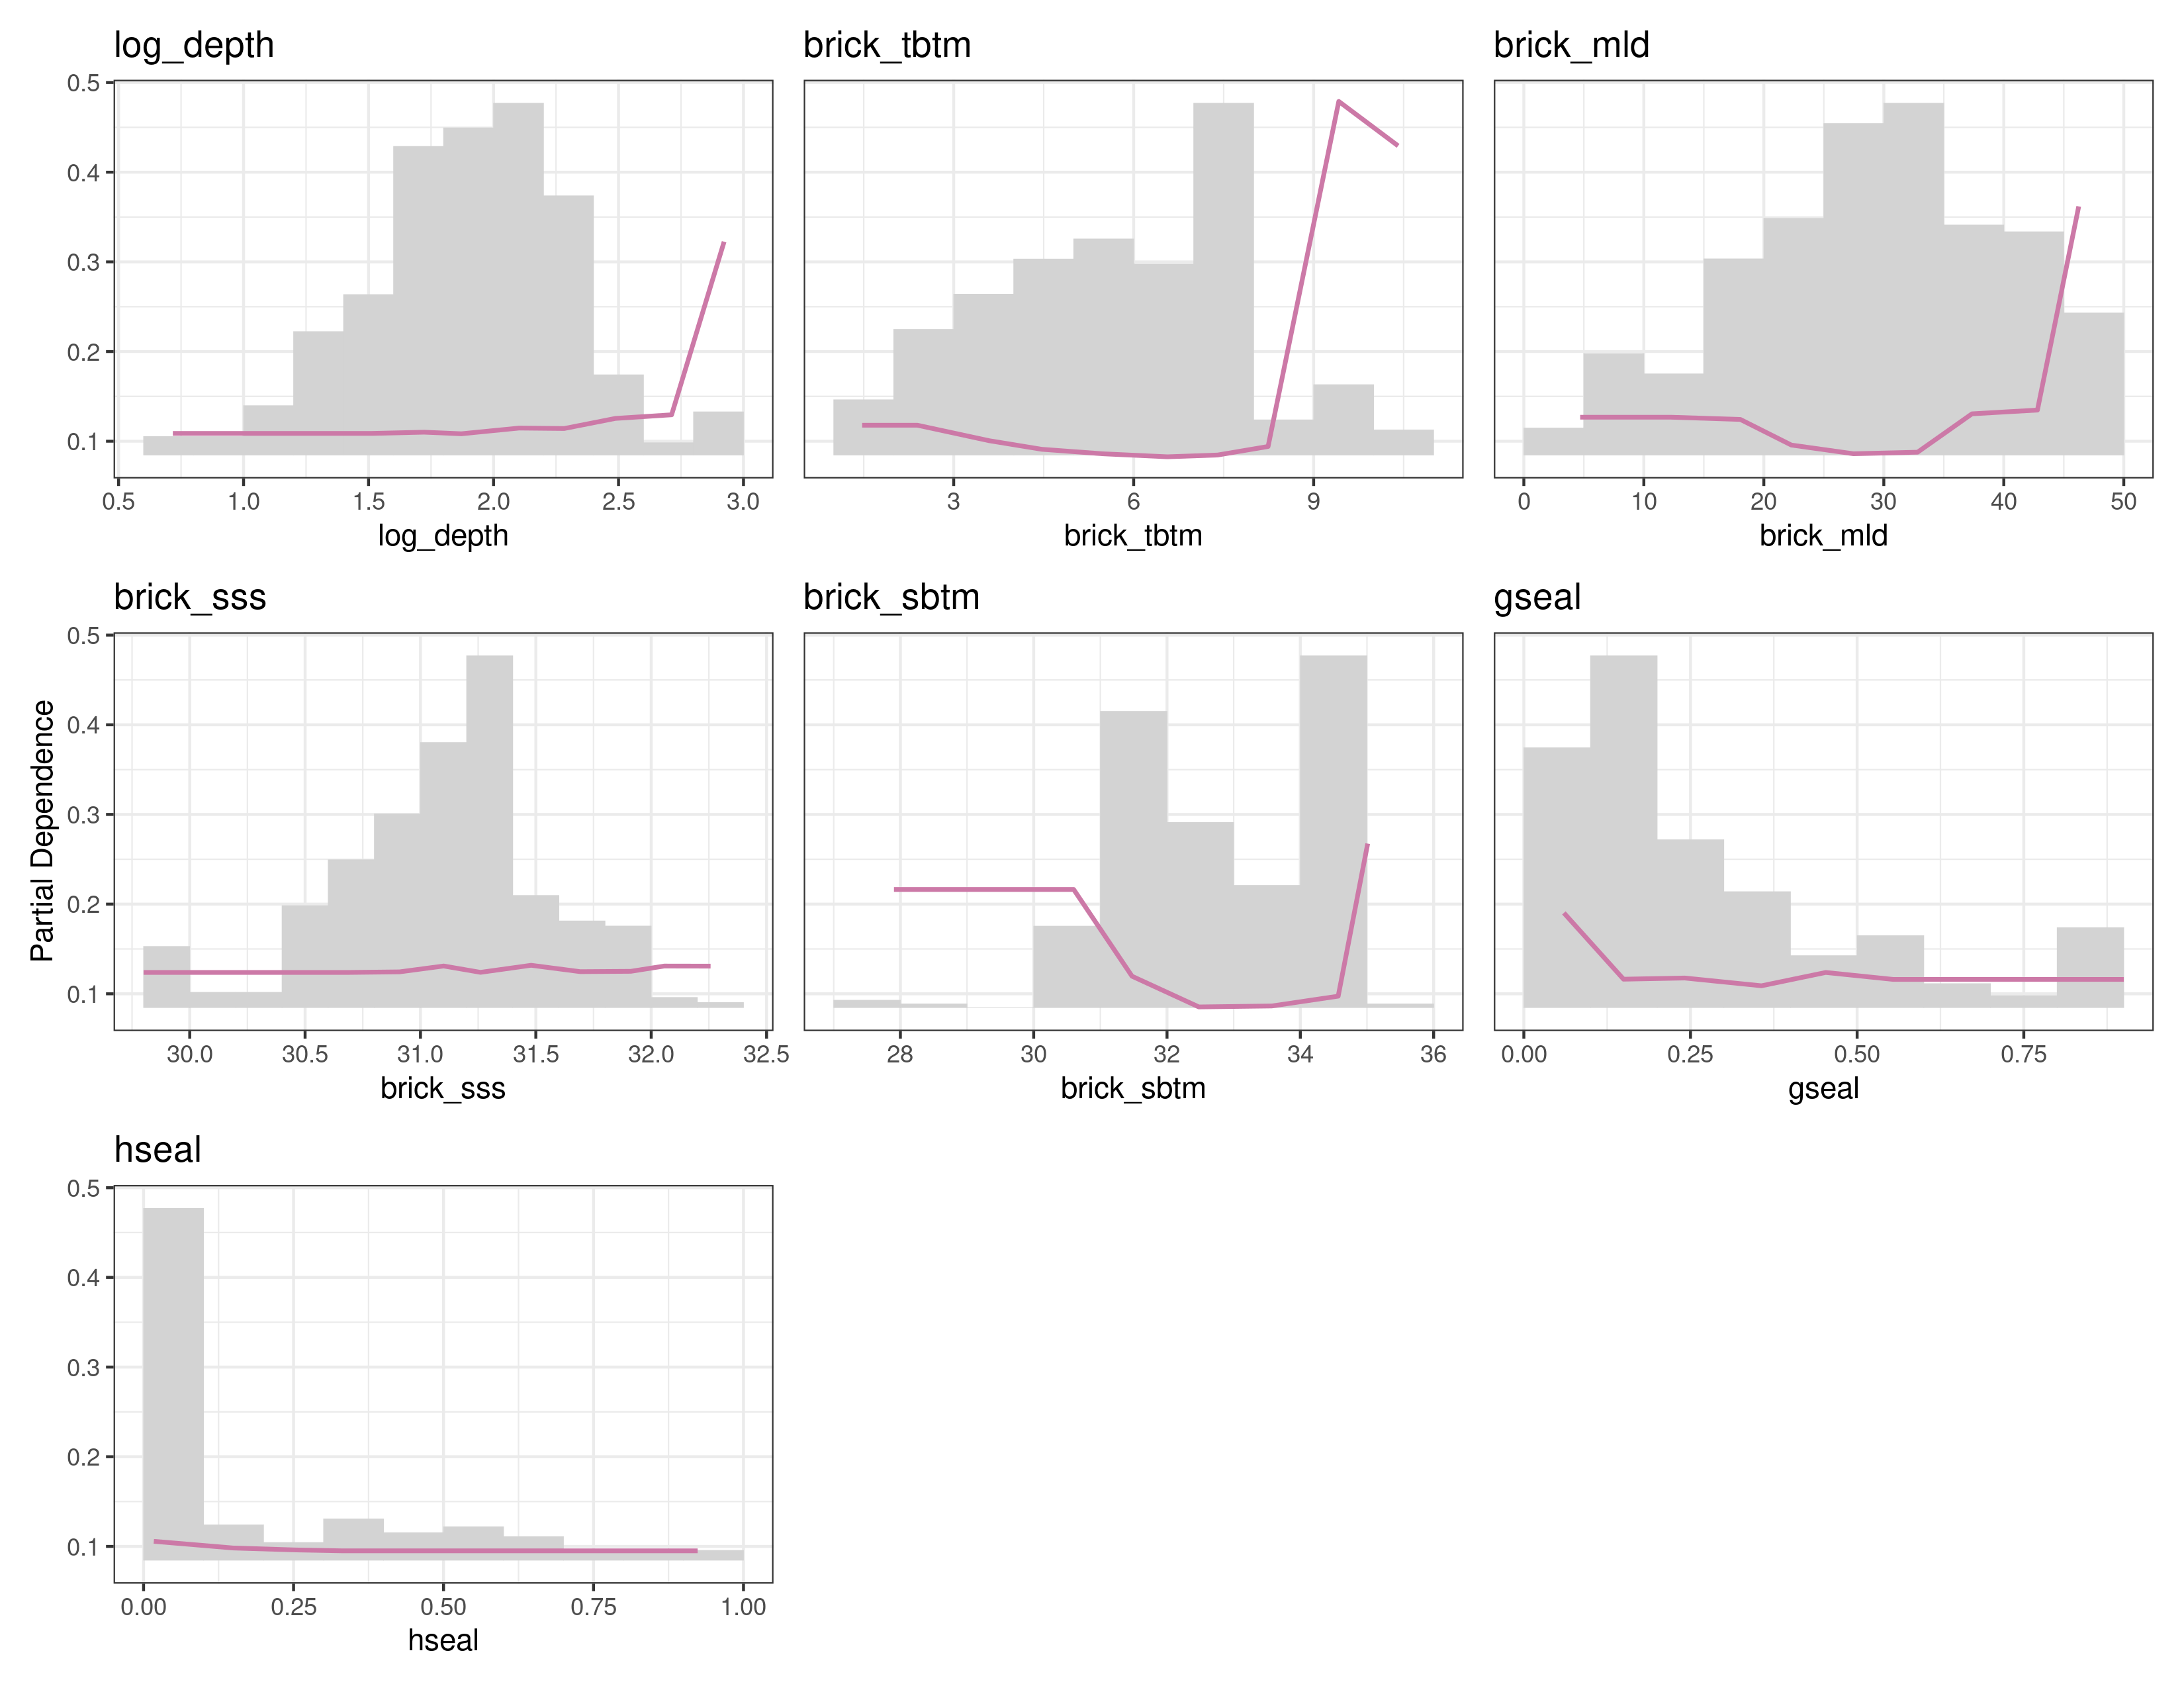 log_depth brick_tbtm brick_mld
0.5
0.4
0.3
0.2
0.1
0.5 1.0 1.5 2.0 2.5 3.0 3 6 9 0 10 20 30 40 50
log_depth brick_tbtm brick_mld
brick_sss brick_sbtm gseal
Partial Dependence
0.5
0.4
0.3
0.2
0.1
30.0 30.5 31.0 31.5 32.0 32.5 28 30 32 34 36 0.00 0.25 0.50 0.75
brick_sss brick_sbtm gseal
hseal
0.5
0.4
0.3
0.2
0.1
0.00 0.25 0.50 0.75 1.00
hseal